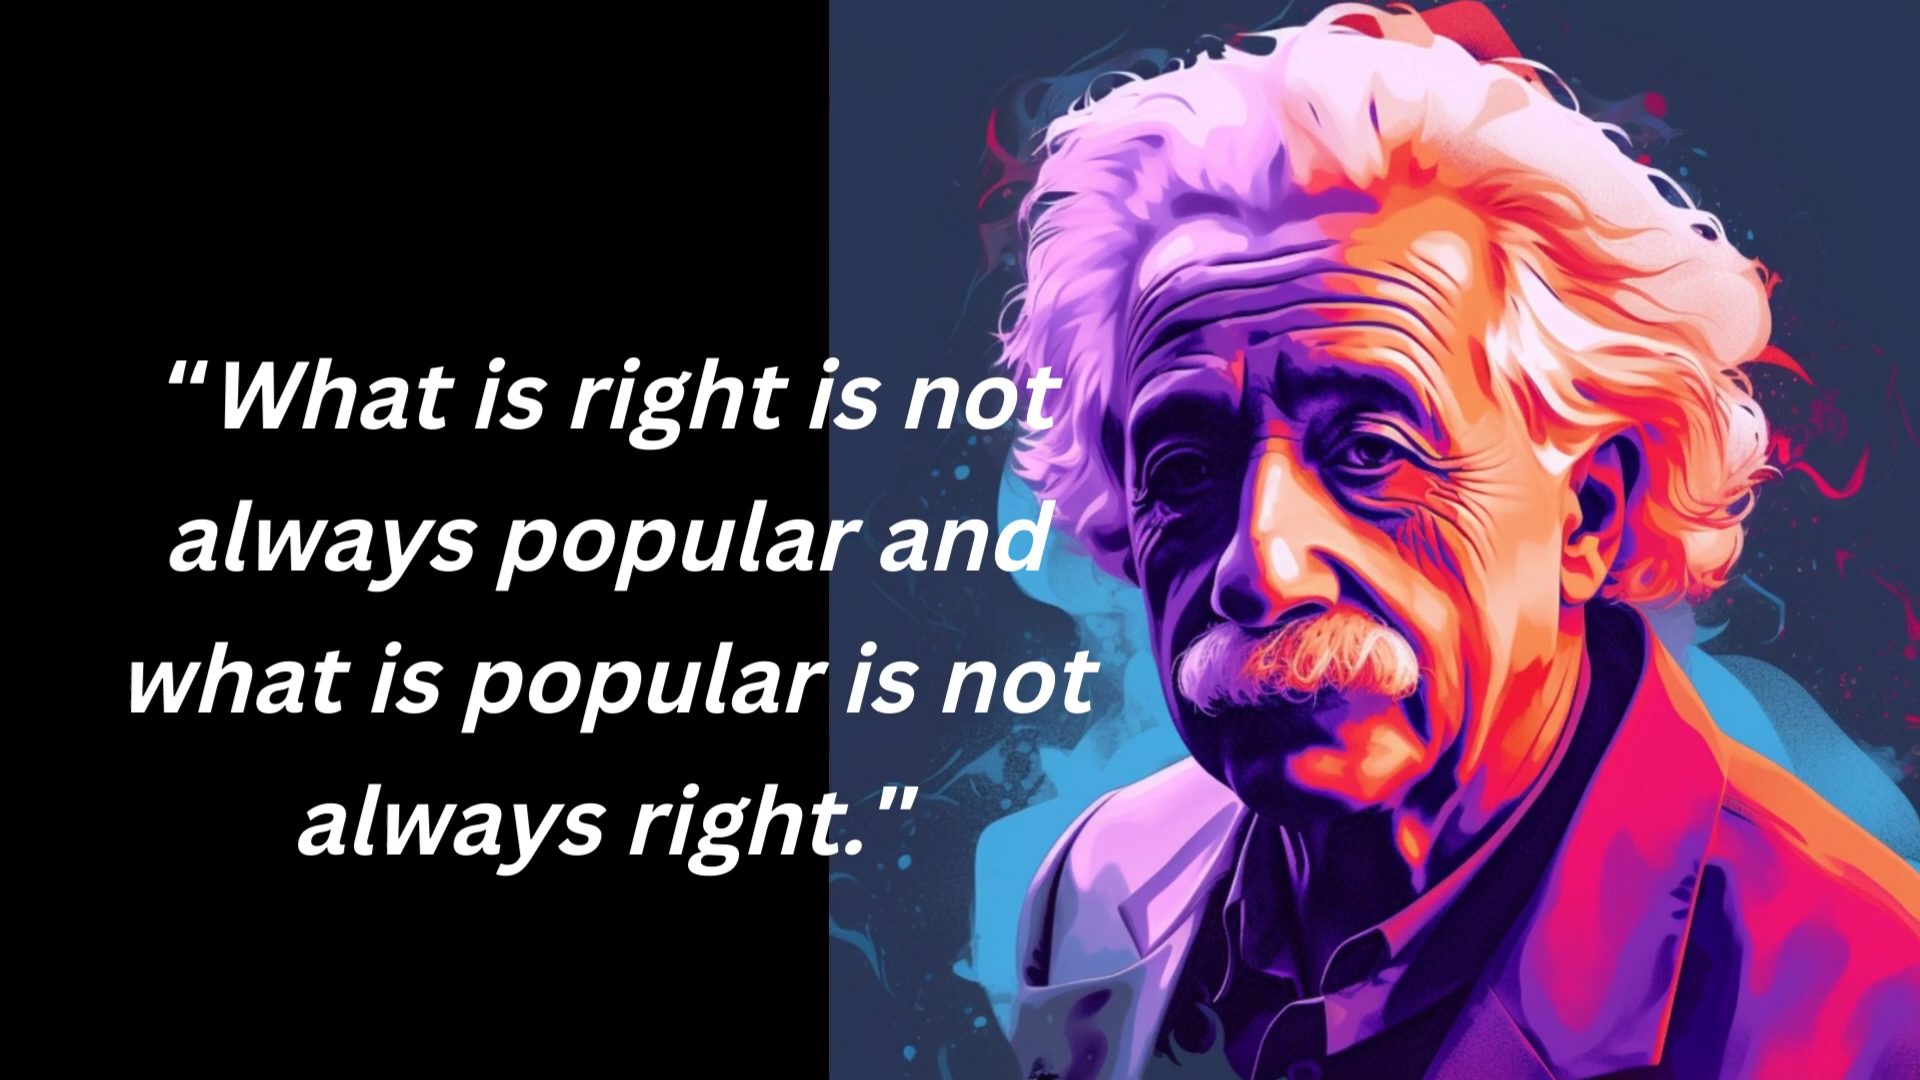 “What is right is not
always popular and
what is popular is not
always right.”